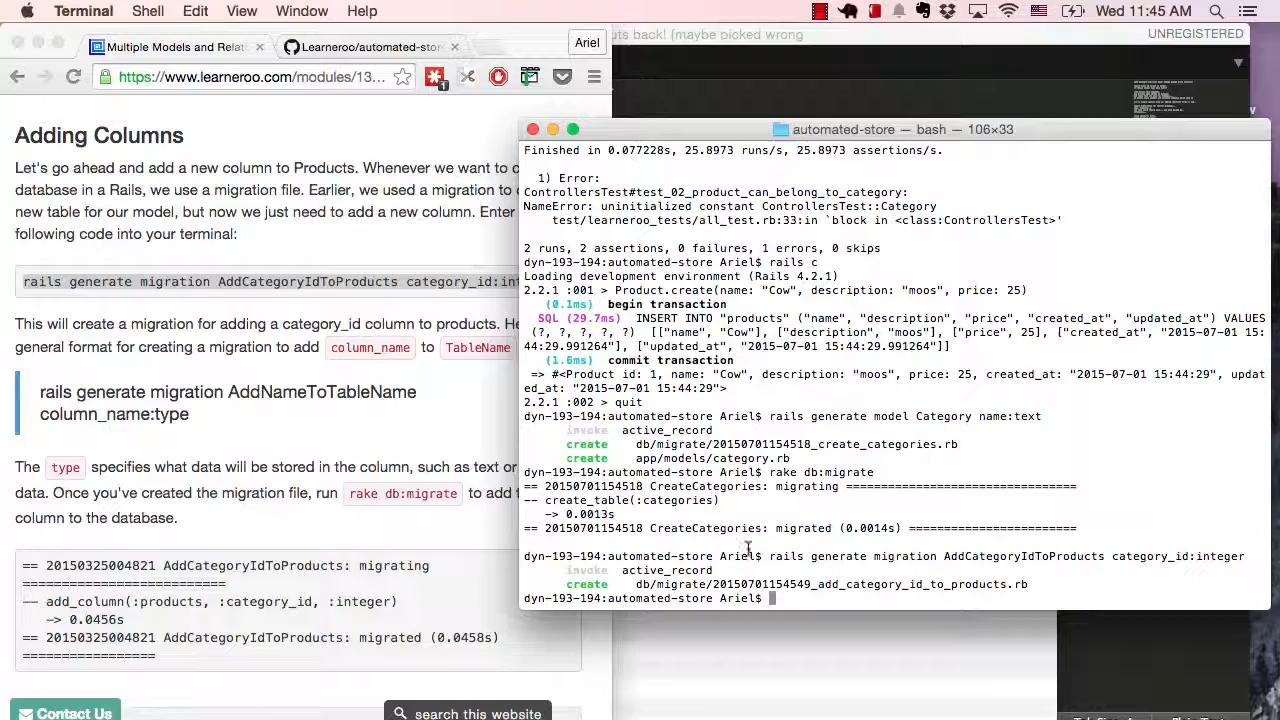 Terminal Shell Edit View Window Help Wed 11:45 AM
Multiple Models and Relat Learneroo/automated-stor Ariel
https://www.learneroo.com/modules/13... 1
Adding Columns
Let's go ahead and add a new column to Products. Whenever we want to c
database in a Rails, we use a migration file. Earlier, we used a migration to c
new table for our model, but now we just need to add a new column. Enter
following code into your terminal:
rails generate migration AddCategoryIdToProducts category_id:int
This will create a migration for adding a category_id column to products. He
general format for creating a migration to add column_name to TableName
rails generate migration AddNameToTableName
column_name:type
The type specifies what data will be stored in the column, such as text or
data. Once you've created the migration file, run rake db:migrate to add t
column to the database.
== 20150325004821 AddCategoryIdToProducts: migrating
=========================
-- add_column(:products, :category_id, :integer)
-> 0.0456s
== 20150325004821 AddCategoryIdToProducts: migrated (0.0458s)
================
Contact Us
search this website
uts back! (maybe picked wrong UNREGISTERED
automated-store — bash — 106×33
Finished in 0.077228s, 25.8973 runs/s, 25.8973 assertions/s.
1) Error:
ControllersTest#test_02_product_can_belong_to_category:
NameError: uninitialized constant ControllersTest::Category
test/learneroo_tests/all_test.rb:33:in `block in <class:ControllersTest>'
2 runs, 2 assertions, 0 failures, 1 errors, 0 skips
dyn-193-194:automated-store Ariel$ rails c
Loading development environment (Rails 4.2.1)
2.2.1 :001 > Product.create(name: "Cow", description: "moos", price: 25)
(0.1ms) begin transaction
SQL (29.7ms) INSERT INTO "products" ("name", "description", "price", "created_at", "updated_at") VALUES
(?, ?, ?, ?, ?) [["name", "Cow"], ["description", "moos"], ["price", 25], ["created_at", "2015-07-01 15:
44:29.991264"], ["updated_at", "2015-07-01 15:44:29.991264"]]
(1.6ms) commit transaction
=> #<Product id: 1, name: "Cow", description: "moos", price: 25, created_at: "2015-07-01 15:44:29", updat
ed_at: "2015-07-01 15:44:29">
2.2.1 :002 > quit
dyn-193-194:automated-store Ariel$ rails generate model Category name:text
invoke active_record
create db/migrate/20150701154518_create_categories.rb
create app/models/category.rb
dyn-193-194:automated-store Ariel$ rake db:migrate
== 20150701154518 CreateCategories: migrating =================================
-- create_table(:categories)
-> 0.0013s
== 20150701154518 CreateCategories: migrated (0.0014s) ========================
dyn-193-194:automated-store Ariel$ rails generate migration AddCategoryIdToProducts category_id:integer
invoke active_record
create db/migrate/20150701154549_add_category_id_to_products.rb
dyn-193-194:automated-store Ariel$